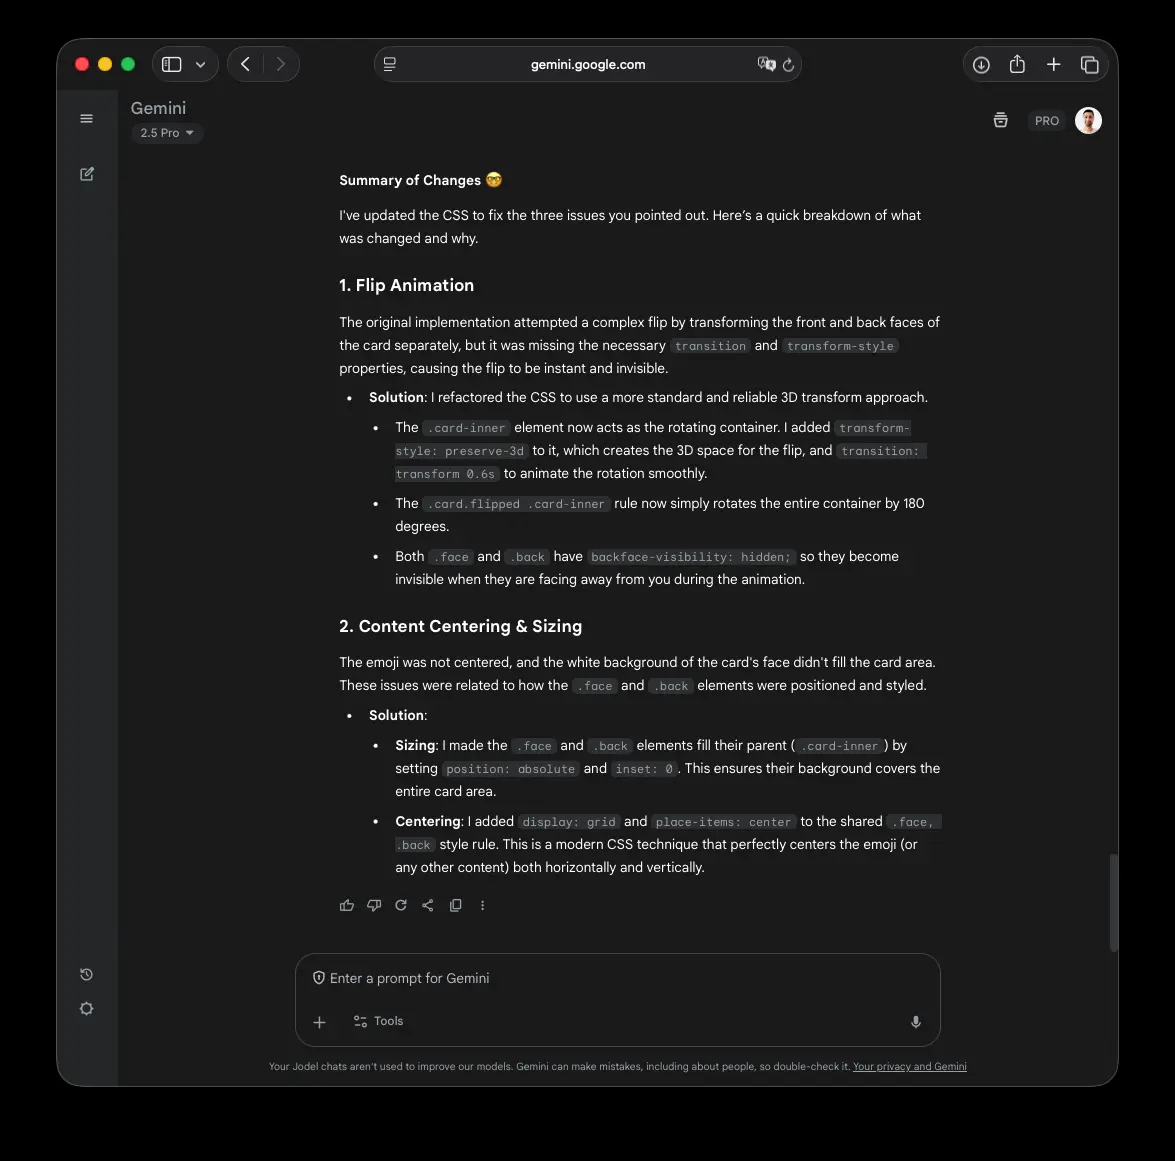 gemini.google.com
Gemini
2.5 Pro
PRO
Summary of Changes 🤓
I've updated the CSS to fix the three issues you pointed out. Here's a quick breakdown of what
was changed and why.
1. Flip Animation
The original implementation attempted a complex flip by transforming the front and back faces of
the card separately, but it was missing the necessary transition and transform-style
properties, causing the flip to be instant and invisible.
• Solution: I refactored the CSS to use a more standard and reliable 3D transform approach.
• The .card-inner element now acts as the rotating container. I added transform-
style: preserve-3d to it, which creates the 3D space for the flip, and transition:
transform 0.6s to animate the rotation smoothly.
• The .card.flipped .card-inner rule now simply rotates the entire container by 180
degrees.
• Both .face and .back have backface-visibility: hidden; so they become
invisible when they are facing away from you during the animation.
2. Content Centering & Sizing
The emoji was not centered, and the white background of the card's face didn't fill the card area.
These issues were related to how the .face and .back elements were positioned and styled.
• Solution:
• Sizing: I made the .face and .back elements fill their parent (.card-inner) by
setting position: absolute and inset: 0. This ensures their background covers the
entire card area.
• Centering: I added display: grid and place-items: center to the shared .face,
.back style rule. This is a modern CSS technique that perfectly centers the emoji (or
any other content) both horizontally and vertically.
Enter a prompt for Gemini
Tools
Your Jodel chats aren't used to improve our models. Gemini can make mistakes, including about people, so double-check it. Your privacy and Gemini